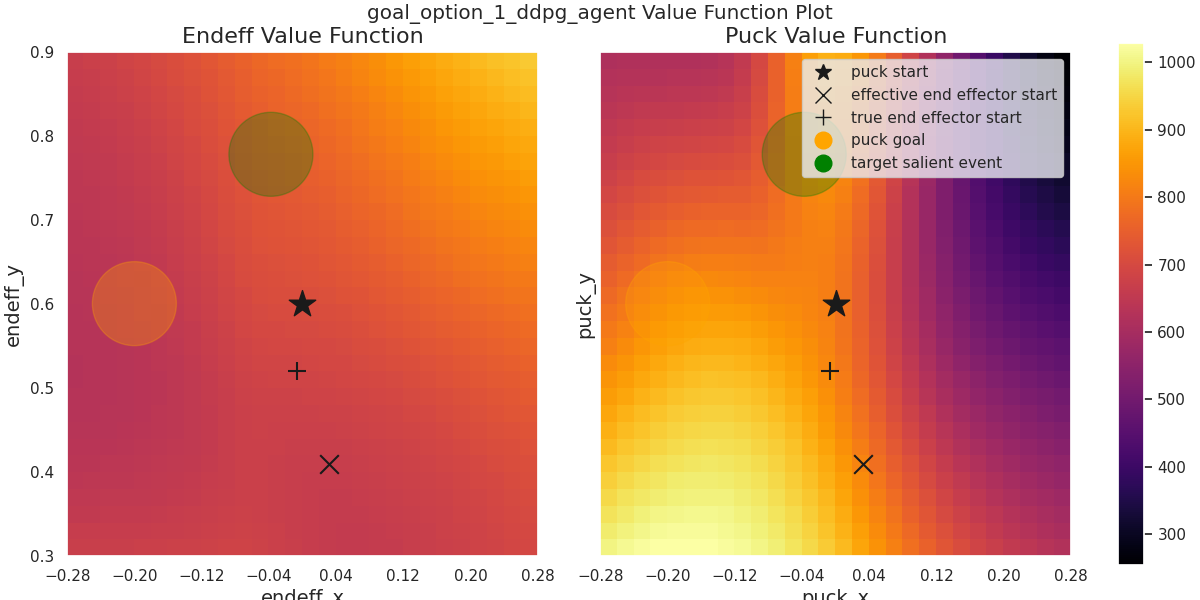 goal_option_1_ddpg_agent Value Function Plot
Endeff Value Function
Puck Value Function
endeff_y
0.9
0.8
0.7
0.6
0.5
0.4
0.3
−0.28 −0.20 −0.12 −0.04 0.04 0.12 0.20 0.28
endeff_x
puck_y
puck start
effective end effector start
true end effector start
puck goal
target salient event
−0.28 −0.20 −0.12 −0.04 0.04 0.12 0.20 0.28
puck_x
1000
900
800
700
600
500
400
300